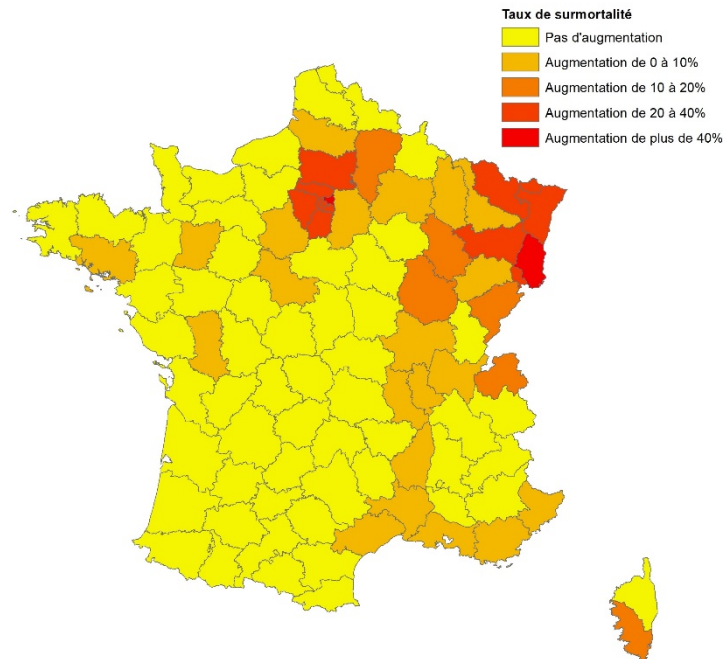 Taux de surmortalité
Pas d'augmentation
Augmentation de 0 à 10%
Augmentation de 10 à 20%
Augmentation de 20 à 40%
Augmentation de plus de 40%